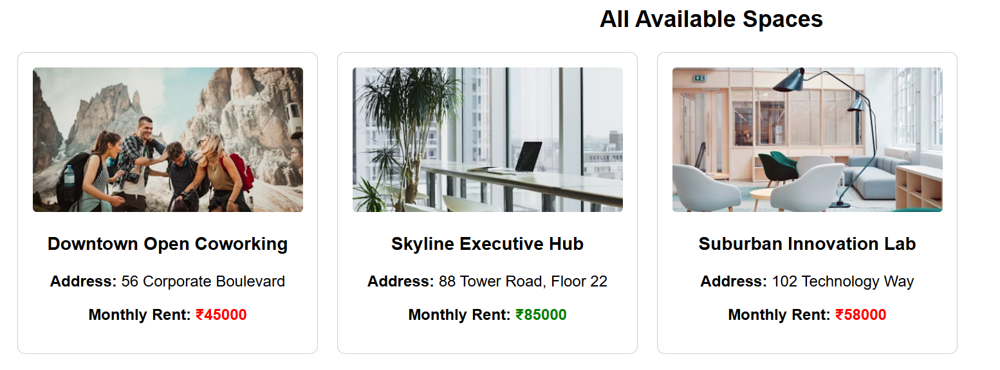 All Available Spaces
Downtown Open Coworking
Address: 56 Corporate Boulevard
Monthly Rent: ₹45000
Skyline Executive Hub
Address: 88 Tower Road, Floor 22
Monthly Rent: ₹85000
Suburban Innovation Lab
Address: 102 Technology Way
Monthly Rent: ₹58000